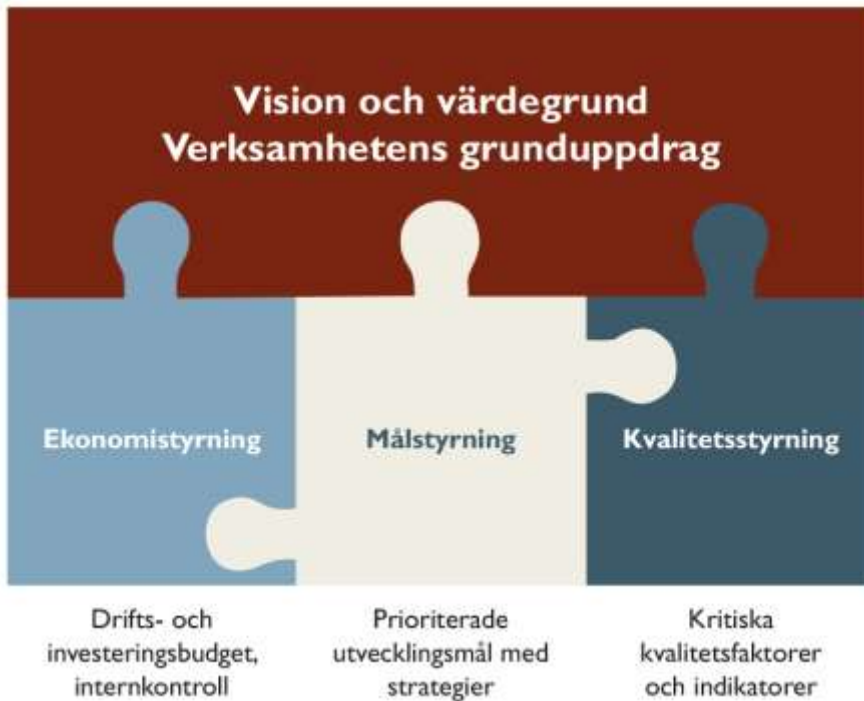 Vision och värdegrund
Verksamhetens grunduppdrag
Ekonomistyrning
Målstyrning
Kvalitetsstyrning
Drifts- och
investeringsbudget,
internkontroll
Prioriterade
utvecklingsmål med
strategier
Kritiska
kvalitetsfaktorer
och indikatorer